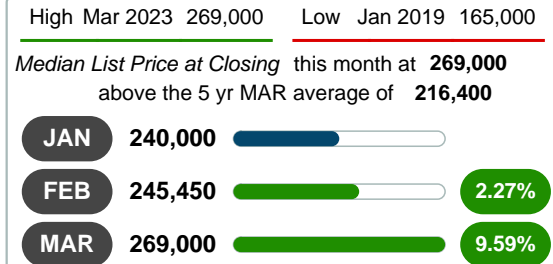 High Mar 2023 269,000 Low Jan 2019 165,000
Median List Price at Closing this month at 269,000
above the 5 yr MAR average of 216,400
JAN 240,000
FEB 245,450 2.27%
MAR 269,000 9.59%